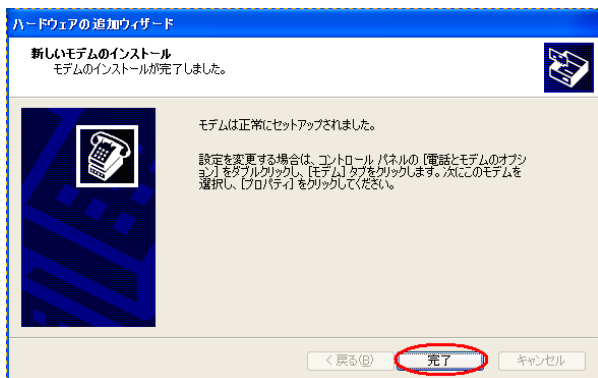 ハードウェアの追加ウィザード
新しいモデムのインストール
モデムのインストールが完了しました。
モデムは正常にセットアップされました。
設定を変更する場合は、コントロール パネルの [電話とモデムのオプシ
ョン] をダブルクリックし、[モデム] タブをクリックします。次にこのモデムを
選択し、[プロパティ] をクリックしてください。
< 戻る(B)
完了
キャンセル